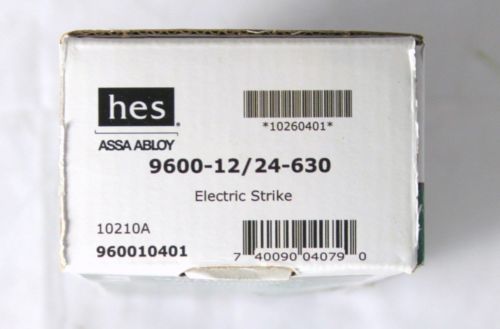 hes
ASSA ABLOY
*10260401*
9600-12/24-630
Electric Strike
10210A
960010401
7 40090 04079 0